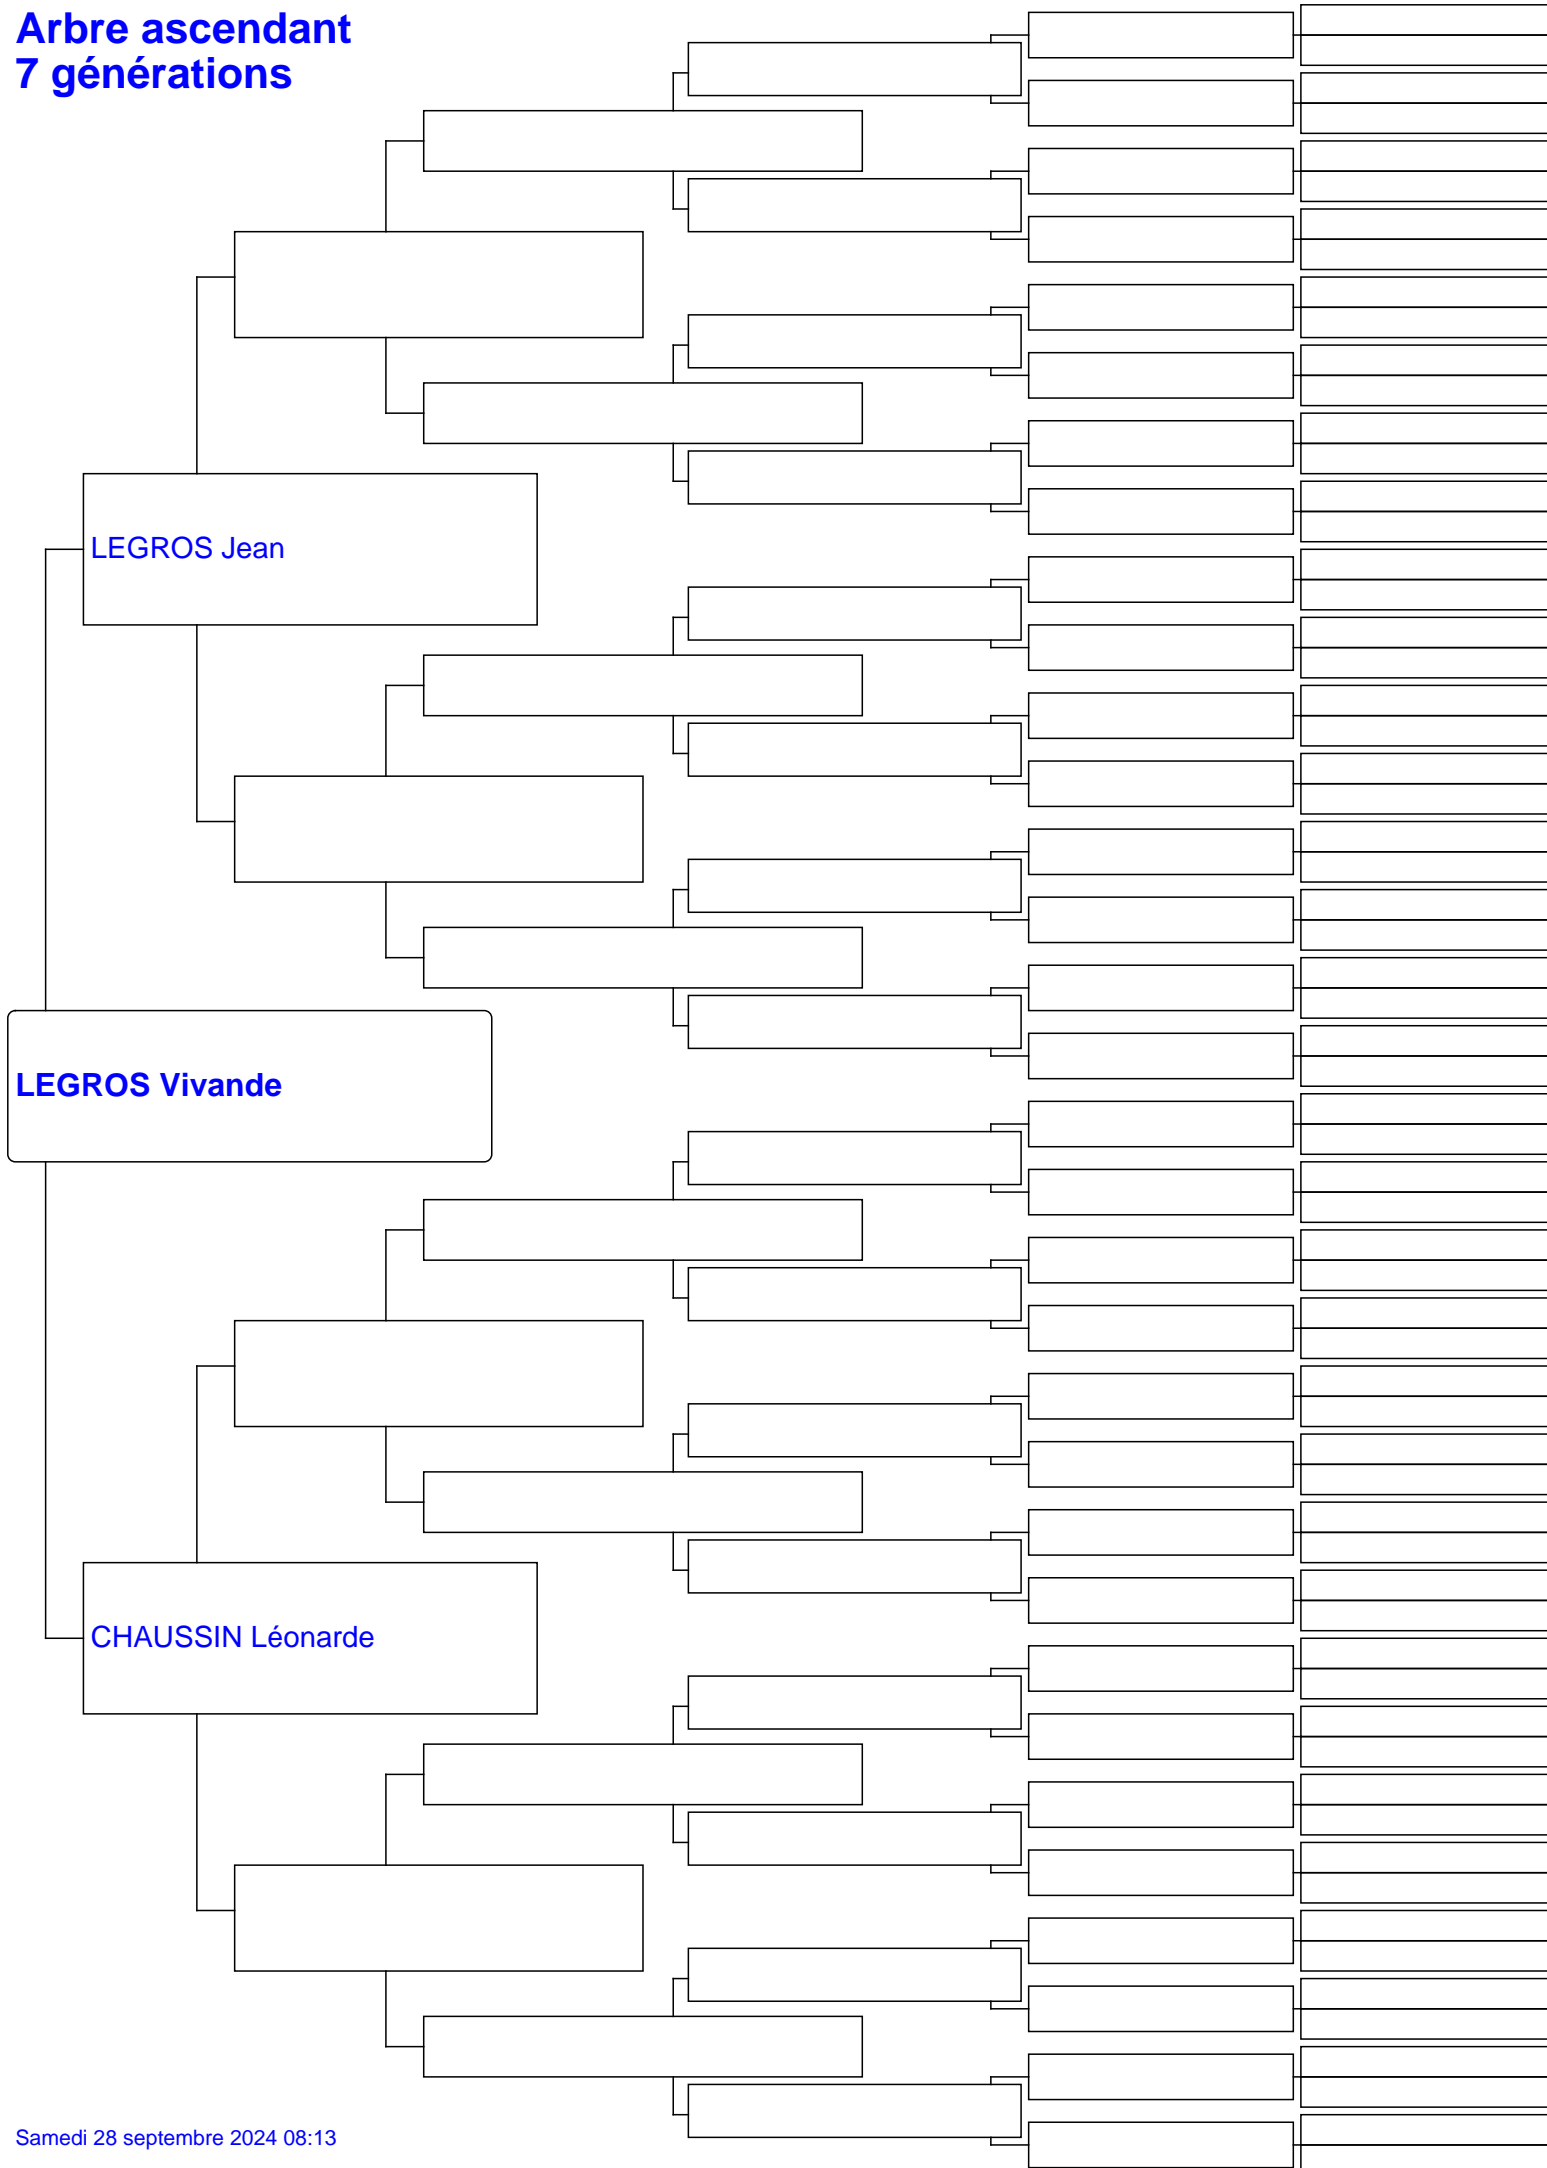 Arbre ascendant
7 générations
LEGROS Jean
LEGROS Vivande
CHAUSSIN Léonarde
Samedi 28 septembre 2024 08:13